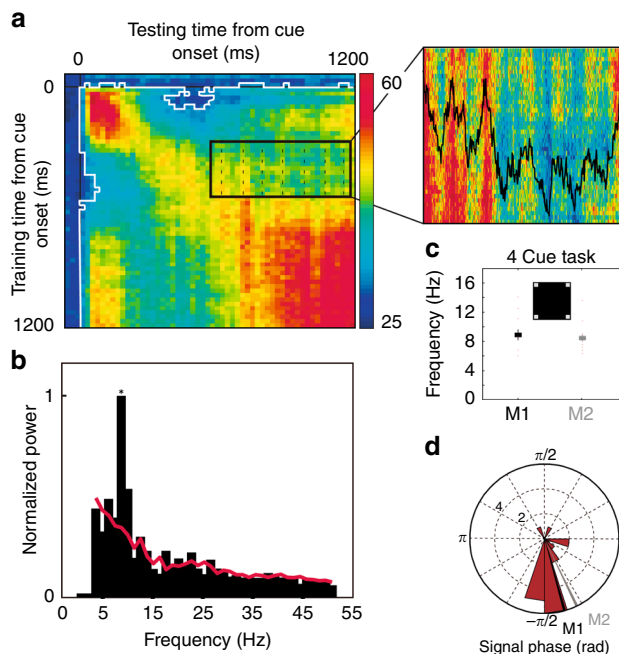 a
Testing time from cue
onset (ms)
0
1200
0
Training time from cue
onset (ms)
1200
60
25
b
Normalized power
1
0
*
5
15
25
35
45
55
Frequency (Hz)
c
4 Cue task
Frequency (Hz)
16
12
8
4
0
M1
M2
d
π/2
π
4
2
0
−π/2
M1
M2
Signal phase (rad)